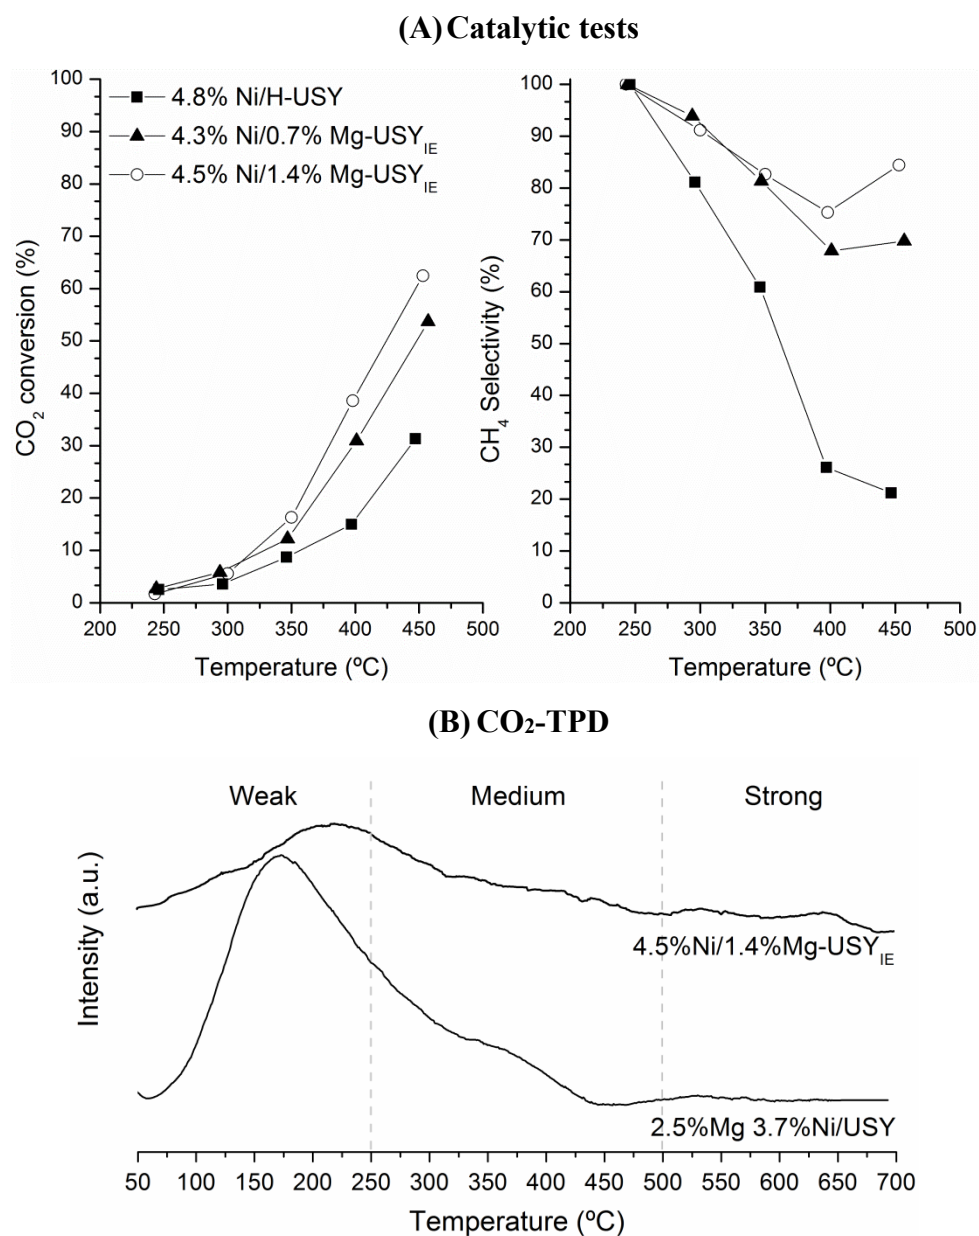 (A) Catalytic tests
100
90
80
70
60
50
40
30
20
10
0
CO2 conversion (%)
4.8% Ni/H-USY
4.3% Ni/0.7% Mg-USYIE
4.5% Ni/1.4% Mg-USYIE
200 250 300 350 400 450 500
Temperature (ºC)
100
90
80
70
60
50
40
30
20
10
0
CH4 Selectivity (%)
200 250 300 350 400 450 500
Temperature (ºC)
(B) CO2-TPD
Weak Medium Strong
Intensity (a.u.)
4.5%Ni/1.4%Mg-USYIE
2.5%Mg 3.7%Ni/USY
50 100 150 200 250 300 350 400 450 500 550 600 650 700
Temperature (ºC)